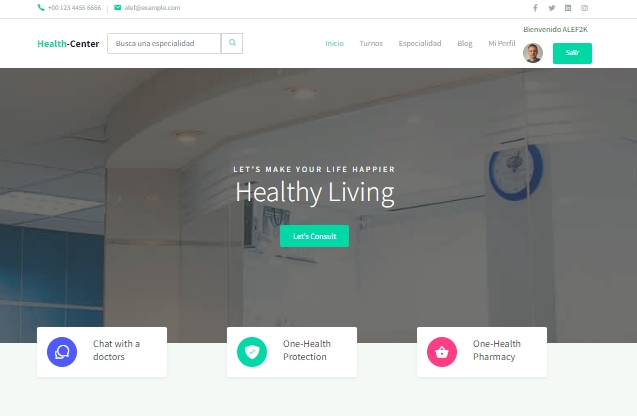 +00 123 4455 6666
alef@example.com
Bienvenido ALEF2K
Health-Center
Busca una especialidad
Inicio
Turnos
Especialidad
Blog
Mi Perfil
Salir
LET'S MAKE YOUR LIFE HAPPIER
Healthy Living
Let's Consult
Chat with a
doctors
One-Health
Protection
One-Health
Pharmacy